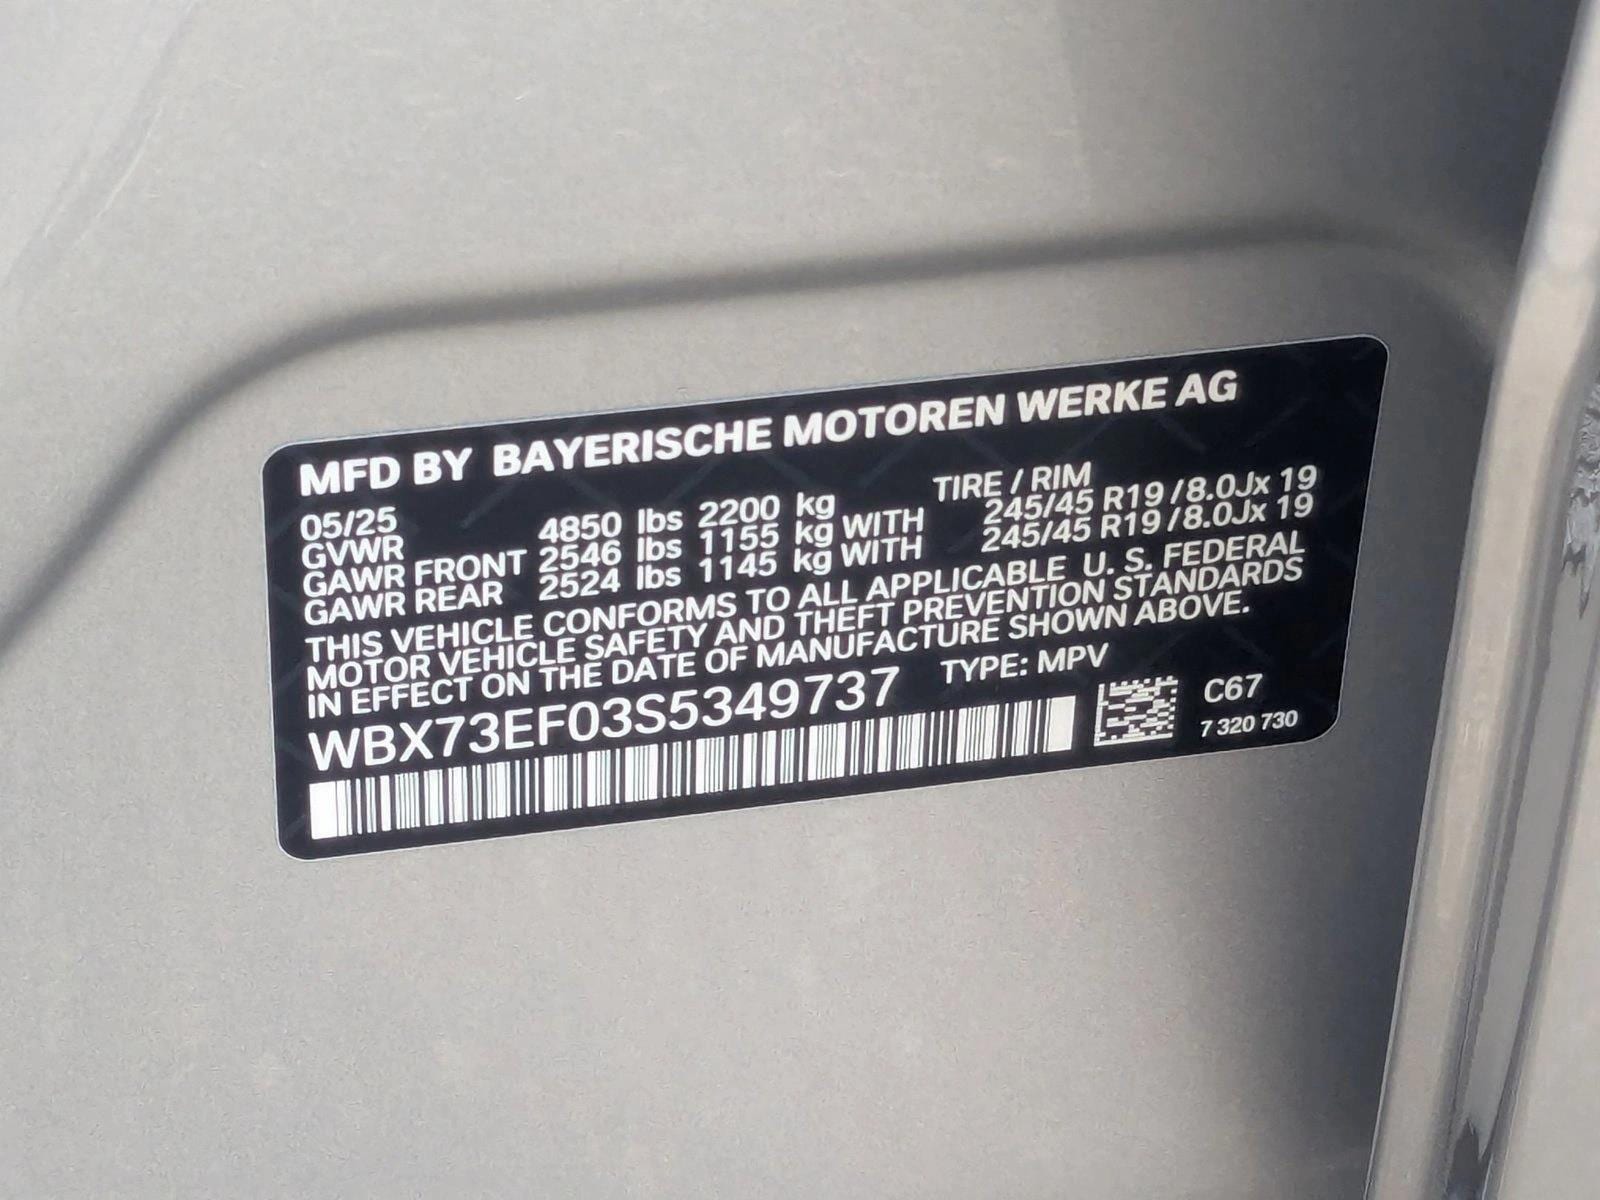 MFD BY BAYERISCHE MOTOREN WERKE AG
05/25 TIRE / RIM
GVWR 4850 lbs 2200 kg
GAWR FRONT 2546 lbs 1155 kg WITH 245/45 R19 / 8.0Jx 19
GAWR REAR 2524 lbs 1145 kg WITH 245/45 R19 / 8.0Jx 19
THIS VEHICLE CONFORMS TO ALL APPLICABLE U. S. FEDERAL
MOTOR VEHICLE SAFETY AND THEFT PREVENTION STANDARDS
IN EFFECT ON THE DATE OF MANUFACTURE SHOWN ABOVE.
WBX73EF03S5349737 TYPE: MPV
C67
7 320 730